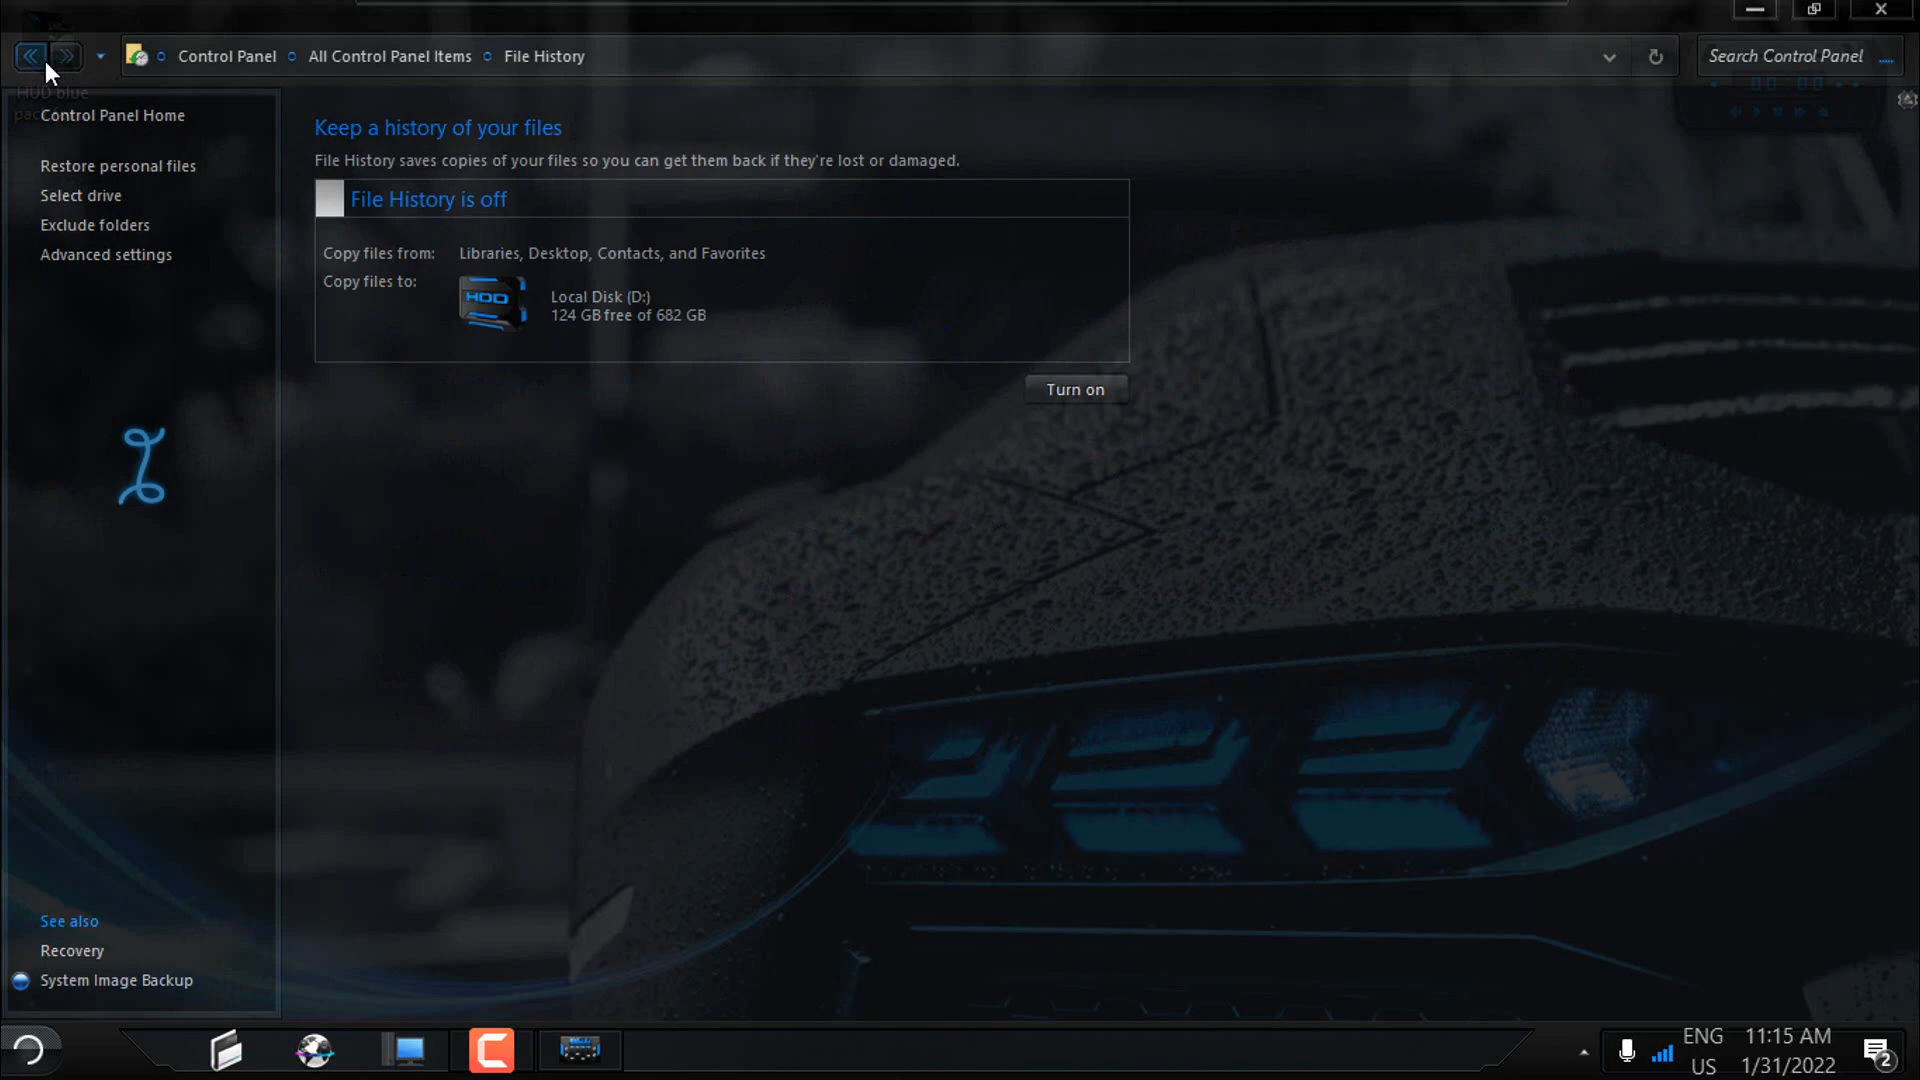 Control Panel
All Control Panel Items
File History
Search Control Panel
HUD blue
Control Panel Home
Restore personal files
Select drive
Exclude folders
Advanced settings
Keep a history of your files
File History saves copies of your files so you can get them back if they're lost or damaged.
File History is off
Copy files from: Libraries, Desktop, Contacts, and Favorites
Copy files to:
HDD
Local Disk (D:)
124 GB free of 682 GB
Turn on
See also
Recovery
System Image Backup
ENG
US
11:15 AM
1/31/2022
2